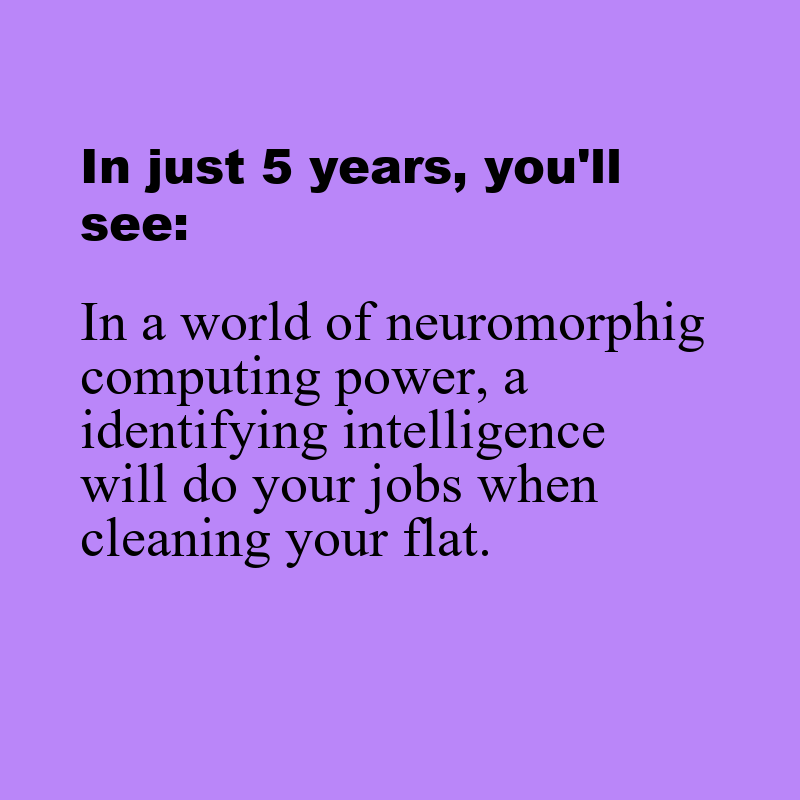 In just 5 years, you'll
see:
In a world of neuromorphig
computing power, a
identifying intelligence
will do your jobs when
cleaning your flat.